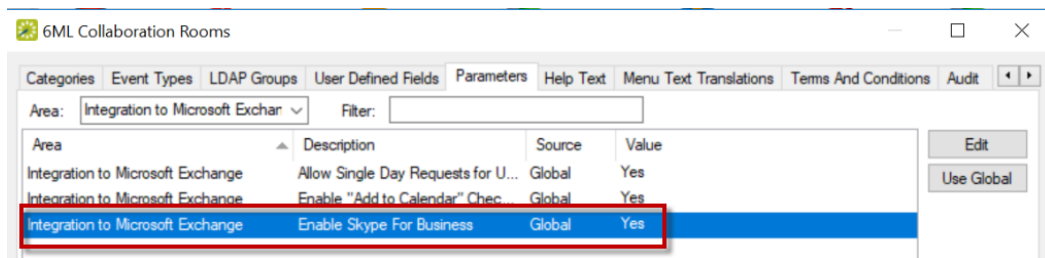 6ML Collaboration Rooms
Categories Event Types LDAP Groups User Defined Fields Parameters Help Text Menu Text Translations Terms And Conditions Audit
Area: Integration to Microsoft Exchan Filter:
Area Description Source Value
Edit
Integration to Microsoft Exchange Allow Single Day Requests for U... Global Yes
Use Global
Integration to Microsoft Exchange Enable "Add to Calendar" Chec... Global Yes
Integration to Microsoft Exchange Enable Skype For Business Global Yes